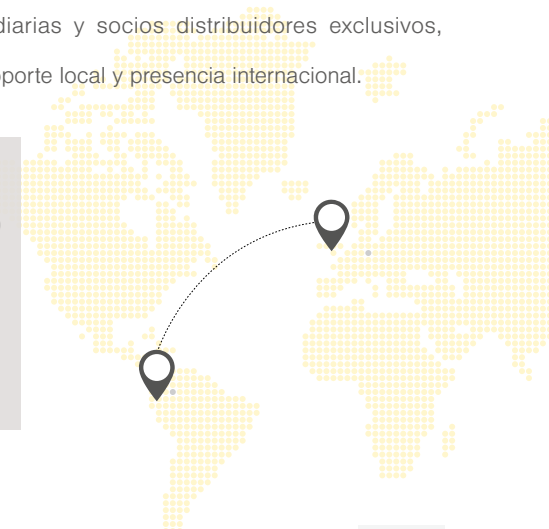 diarias y socios distribuidores exclusivos,
porte local y presencia internacional.